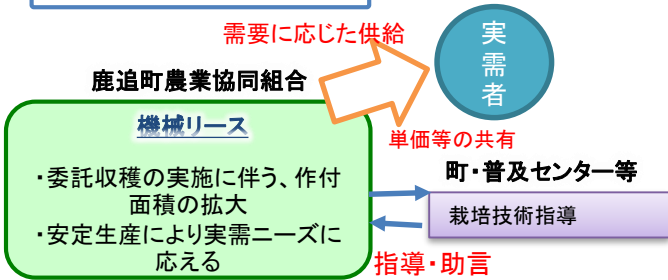 需要に応じた供給
実
需
者
鹿追町農業協同組合
機械リース
単価等の共有
・委託収穫の実施に伴う、作付
面積の拡大
・安定生産により実需ニーズに
応える
町・普及センター等
栽培技術指導
指導・助言